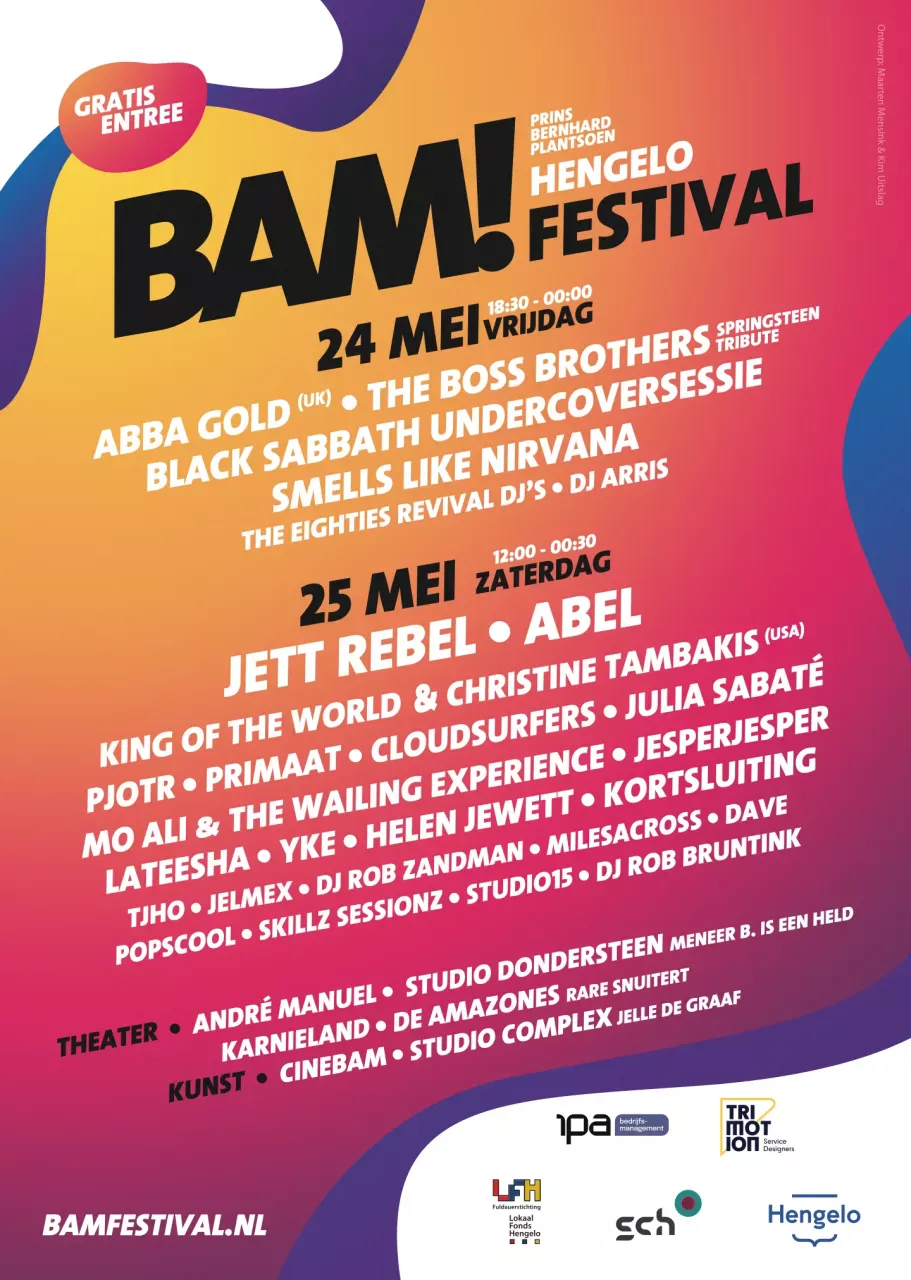 Ontwerp: Maarten Mensink & Kim Uitslag
GRATIS
ENTREE
PRINS
BERNHARD
PLANTSOEN
HENGELO
BAM! FESTIVAL
24 MEI 18:30 - 00:00 VRIJDAG
ABBA GOLD (UK) • THE BOSS BROTHERS SPRINGSTEEN TRIBUTE
BLACK SABBATH UNDERCOVERSESSIE
SMELLS LIKE NIRVANA
THE EIGHTIES REVIVAL DJ'S • DJ ARRIS
25 MEI 12:00 - 00:30 ZATERDAG
JETT REBEL • ABEL
KING OF THE WORLD & CHRISTINE TAMBAKIS (USA)
PJOTR • PRIMAAT • CLOUDSURFERS • JULIA SABATÉ
MO ALI & THE WAILING EXPERIENCE • JESPERJESPER
LATEESHA • YKE • HELEN JEWETT • KORTSLUITING
TJHO • JELMEX • DJ ROB ZANDMAN • MILESACROSS • DAVE
POPSCOOL • SKILLZ SESSIONZ • STUDIO15 • DJ ROB BRUNTINK
THEATER • ANDRÉ MANUEL • STUDIO DONDERSTEEN MENEER B. IS EEN HELD
KARNIELAND • DE AMAZONES RARE SNUITERT
KUNST • CINEBAM • STUDIO COMPLEX JELLE DE GRAAF
ipa bedrijfs-
management
TRI
MOT
ION Service
Designers
LFH
Fuldauerstichting
Lokaal
Fonds
Hengelo
sch
Hengelo
BAMFESTIVAL.NL